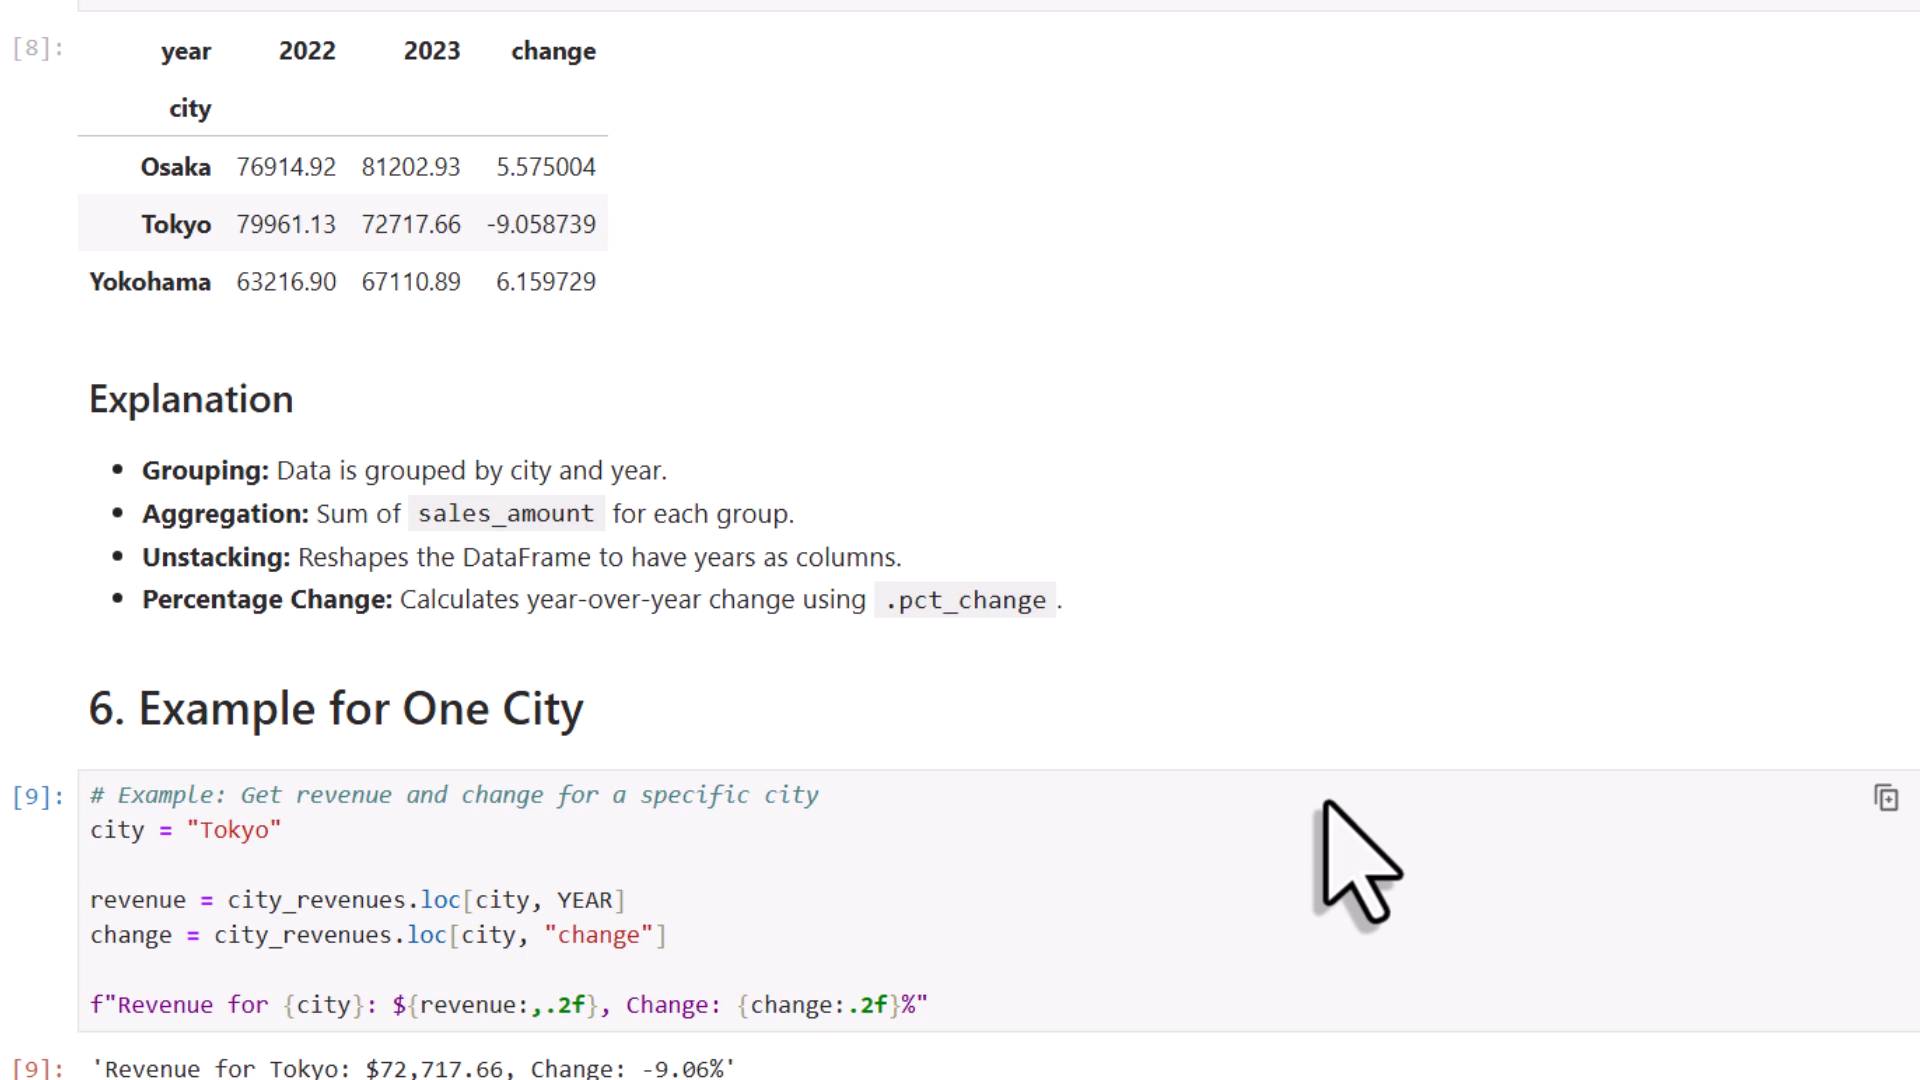 [8]: year 2022 2023 change
city
Osaka 76914.92 81202.93 5.575004
Tokyo 79961.13 72717.66 -9.058739
Yokohama 63216.90 67110.89 6.159729
Explanation
• Grouping: Data is grouped by city and year.
• Aggregation: Sum of sales_amount for each group.
• Unstacking: Reshapes the DataFrame to have years as columns.
• Percentage Change: Calculates year-over-year change using .pct_change.
6. Example for One City
[9]: # Example: Get revenue and change for a specific city
city = "Tokyo"
revenue = city_revenues.loc[city, YEAR]
change = city_revenues.loc[city, "change"]
f"Revenue for {city}: ${revenue:,.2f}, Change: {change:.2f}%"
[9]: 'Revenue for Tokyo: $72,717.66, Change: -9.06%'